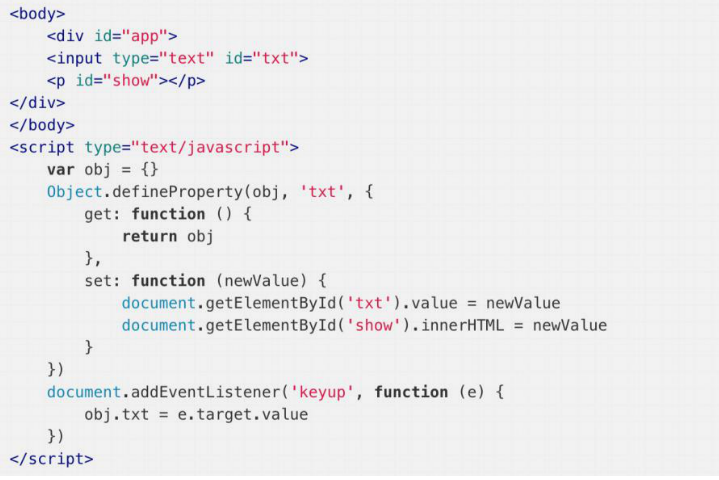 <body>
    <div id="app">
    <input type="text" id="txt">
    <p id="show"></p>
</div>
</body>
<script type="text/javascript">
    var obj = {}
    Object.defineProperty(obj, 'txt', {
        get: function () {
            return obj
        },
        set: function (newValue) {
            document.getElementById('txt').value = newValue
            document.getElementById('show').innerHTML = newValue
        }
    })
    document.addEventListener('keyup', function (e) {
        obj.txt = e.target.value
    })
</script>